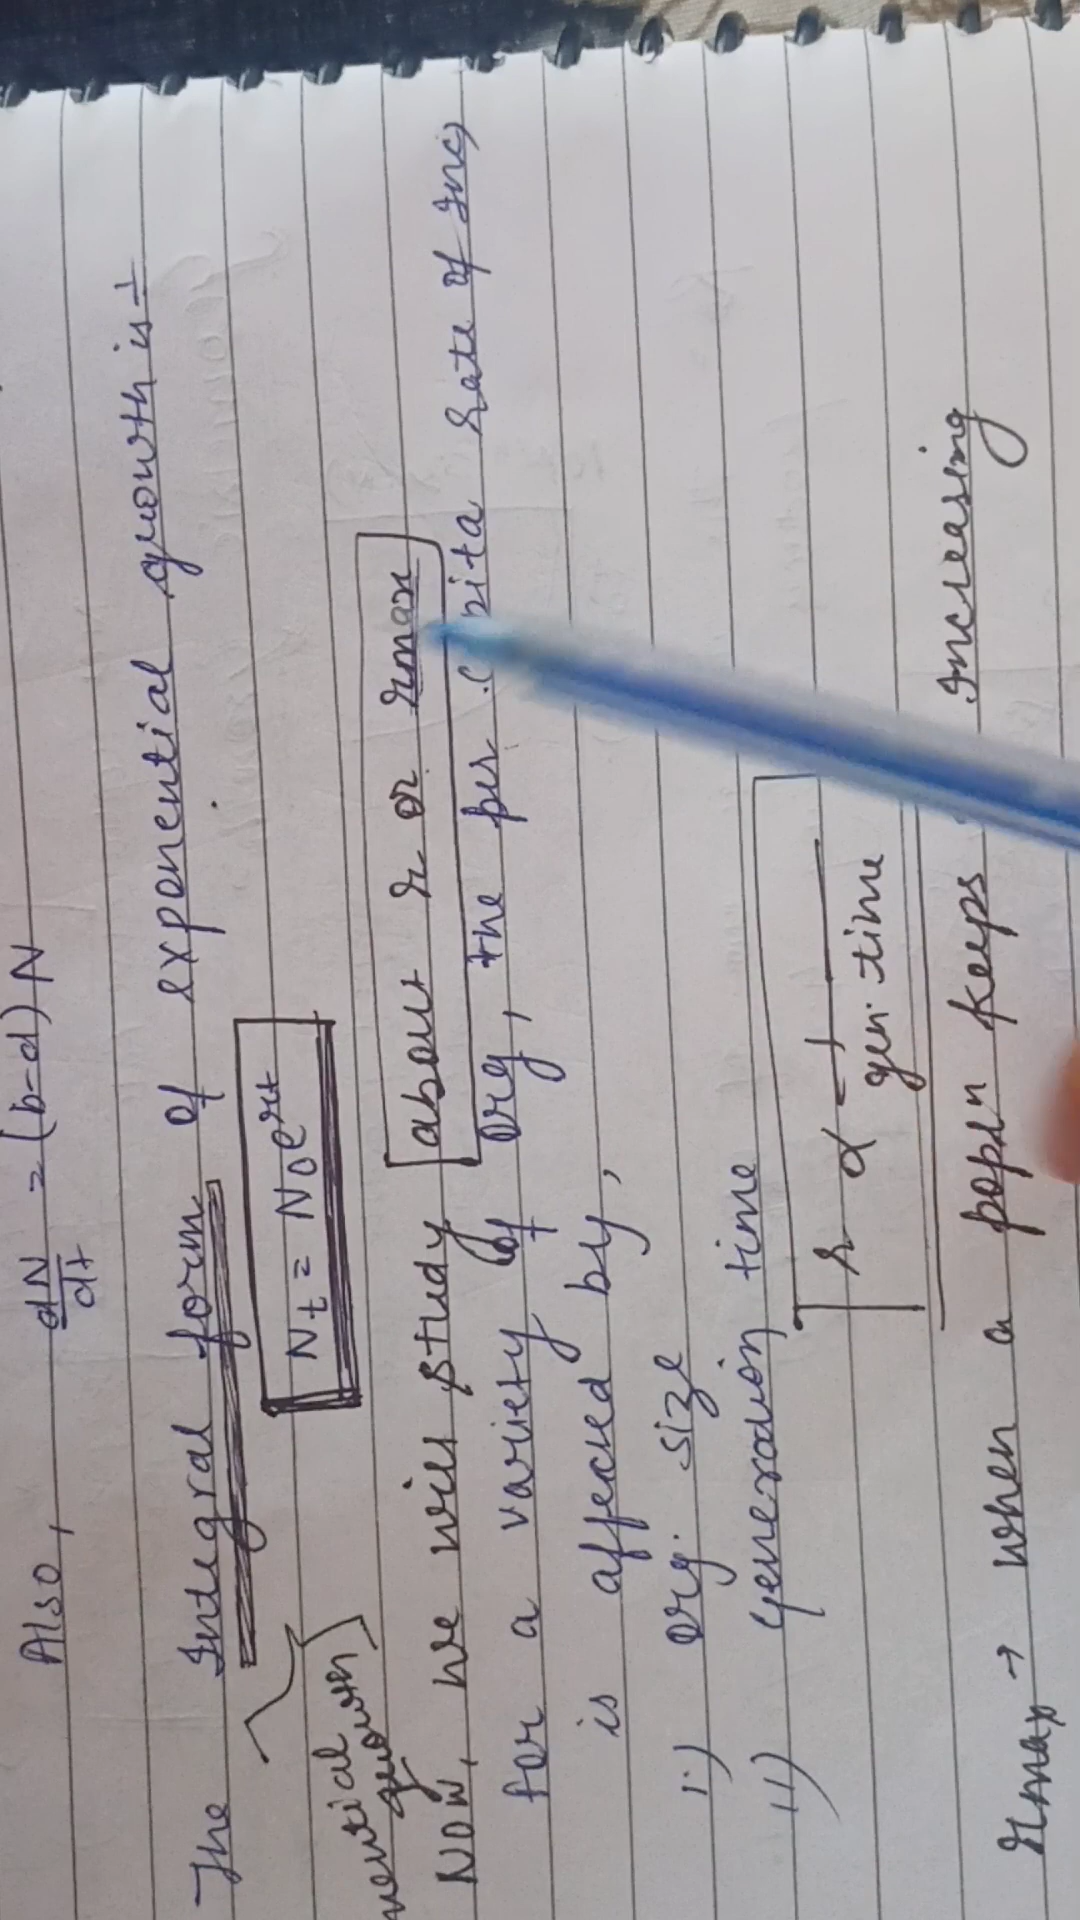 Also, dN/dt = (b-d) N
The Integral form of exponential growth is ÷
Nt = N0e^rt
growth
Now, we will study about r or rmax
for a variety of org, the per rate of Inc)
is affected by,
i) org. size
ii) generation time
r α 1/gen. time
rmax → when a popln keeps Increasing